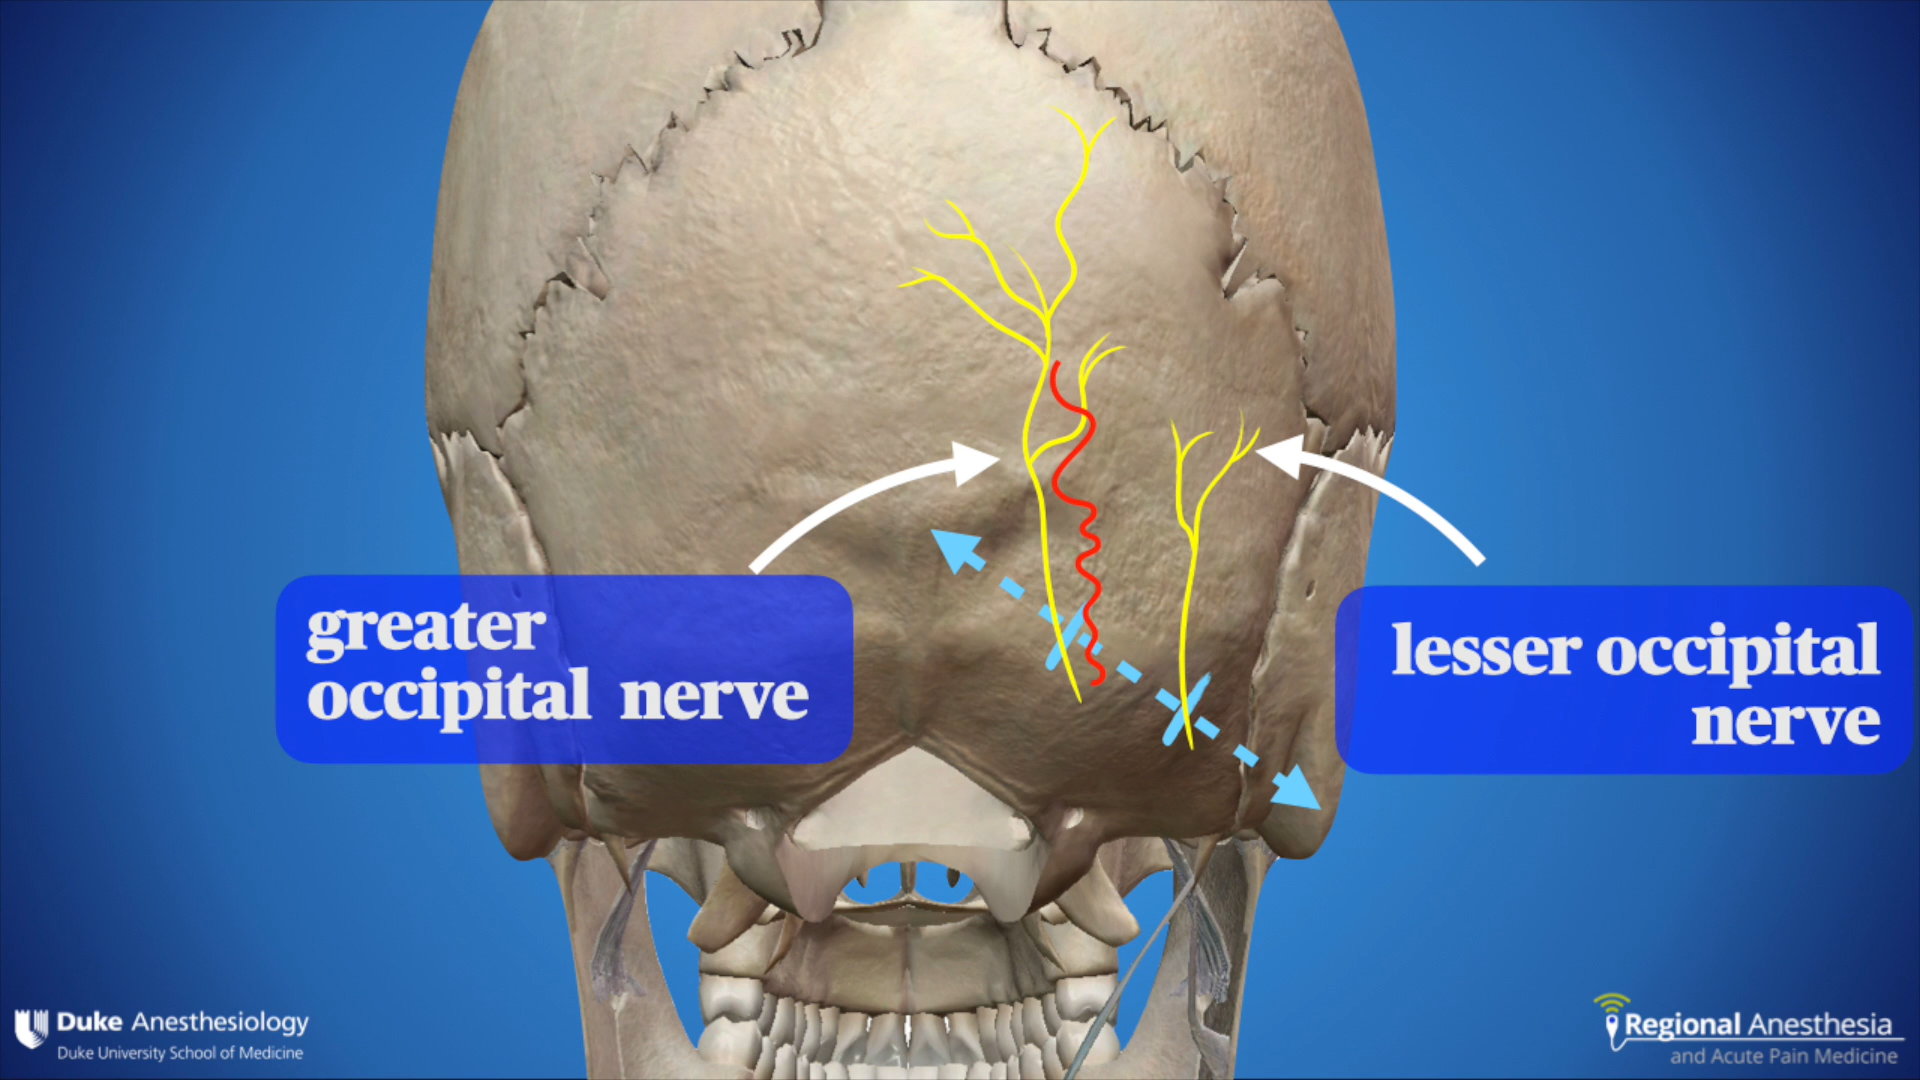 greater
occipital nerve
lesser occipital
nerve
Duke Anesthesiology
Duke University School of Medicine
Regional Anesthesia
and Acute Pain Medicine